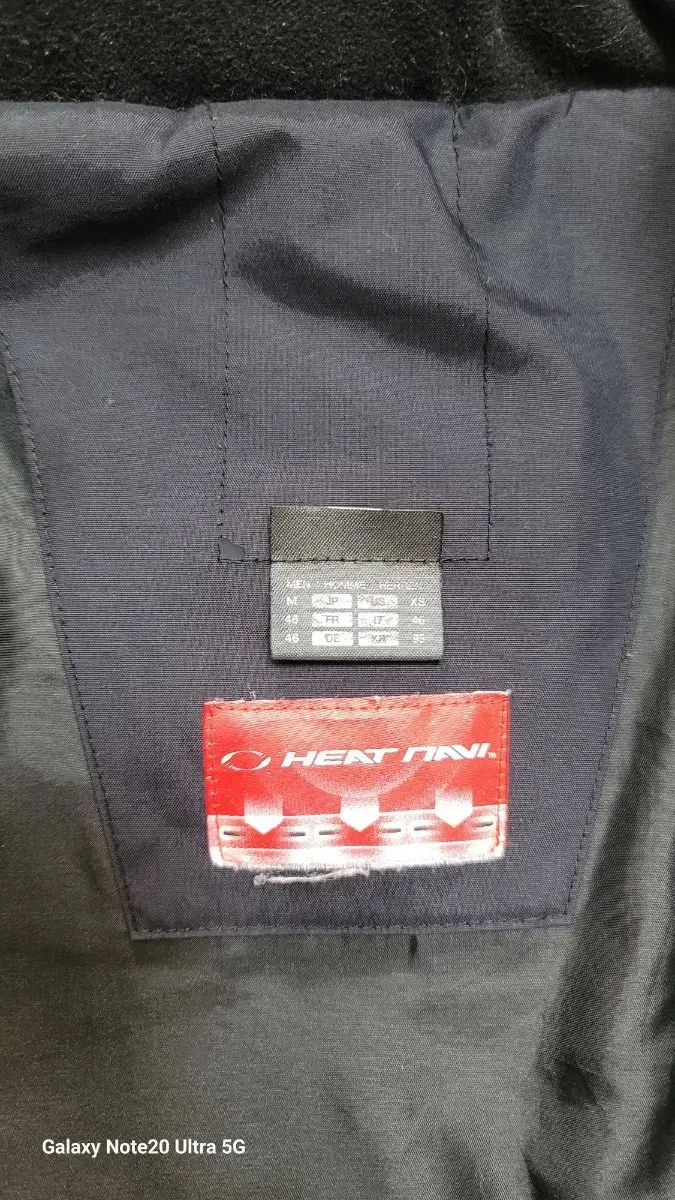 MEN / HOMME / HERREN
M JP US XS
46 FR IT 46
46 DE KR 95
HEAT NAVI.
Galaxy Note20 Ultra 5G